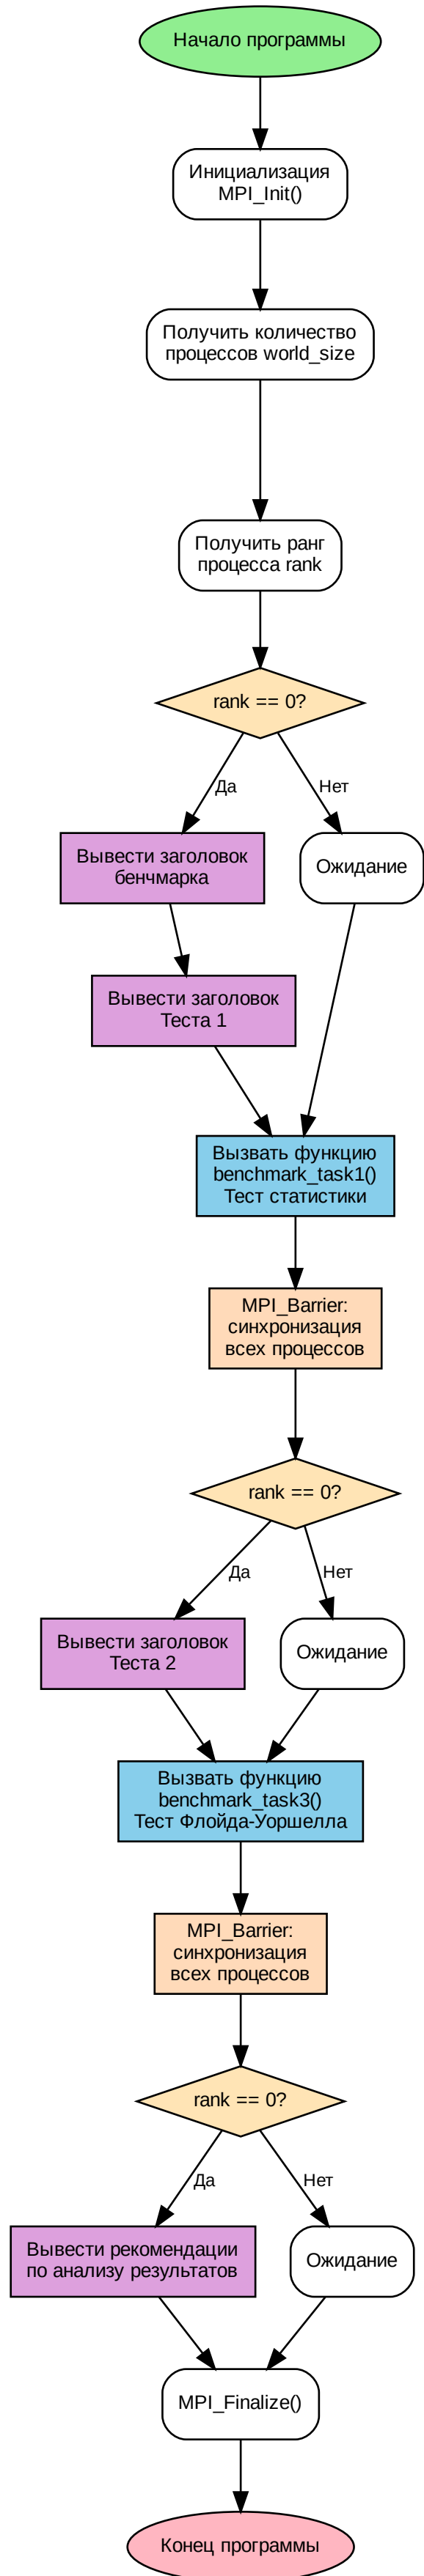 Начало программы
Инициализация
MPI_Init()
Получить количество
процессов world_size
Получить ранг
процесса rank
rank == 0?
Да
Нет
Вывести заголовок
бенчмарка
Ожидание
Вывести заголовок
Теста 1
Вызвать функцию
benchmark_task1()
Тест статистики
MPI_Barrier:
синхронизация
всех процессов
rank == 0?
Да
Нет
Вывести заголовок
Теста 2
Ожидание
Вызвать функцию
benchmark_task3()
Тест Флойда-Уоршелла
MPI_Barrier:
синхронизация
всех процессов
rank == 0?
Да
Нет
Вывести рекомендации
по анализу результатов
Ожидание
MPI_Finalize()
Конец программы